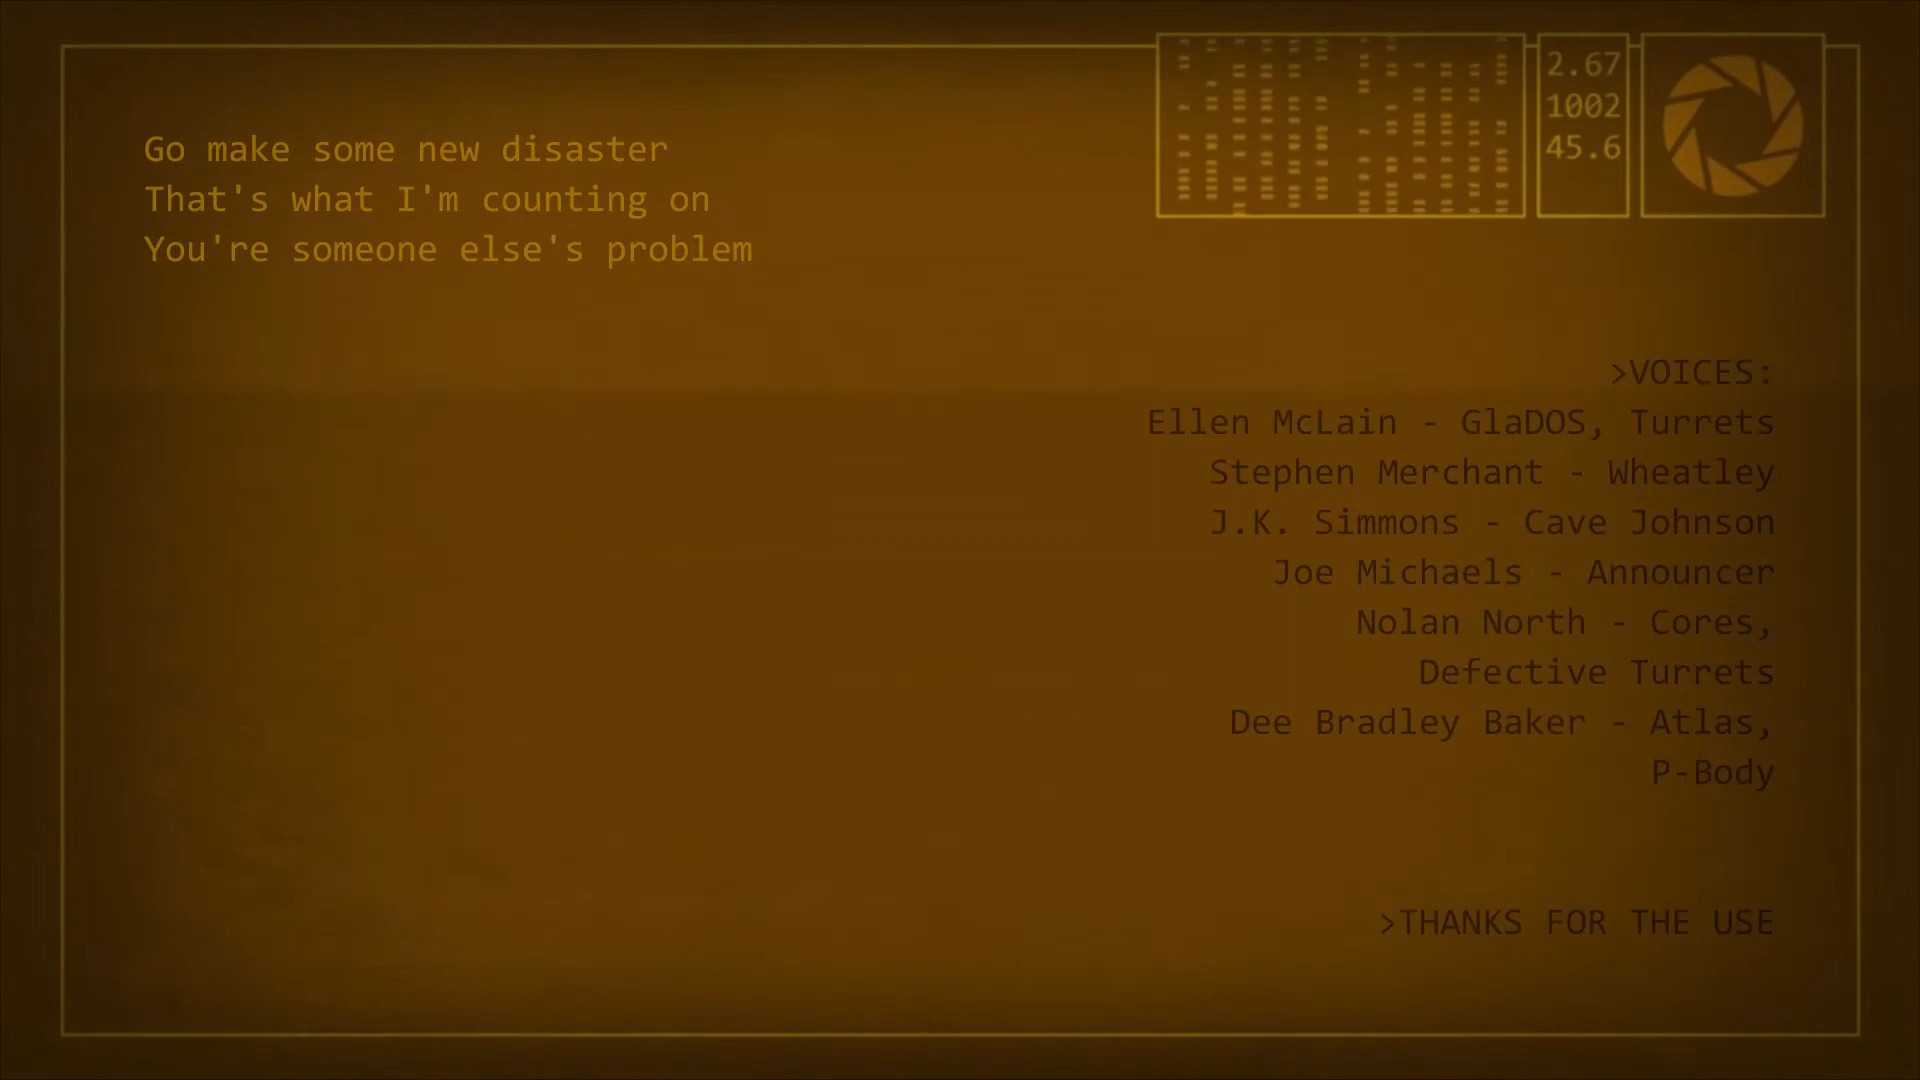 Go make some new disaster
That's what I'm counting on
You're someone else's problem
2.67
1002
45.6
>VOICES:
Ellen McLain - GlaDOS, Turrets
Stephen Merchant - Wheatley
J.K. Simmons - Cave Johnson
Joe Michaels - Announcer
Nolan North - Cores,
Defective Turrets
Dee Bradley Baker - Atlas,
P-Body
>THANKS FOR THE USE